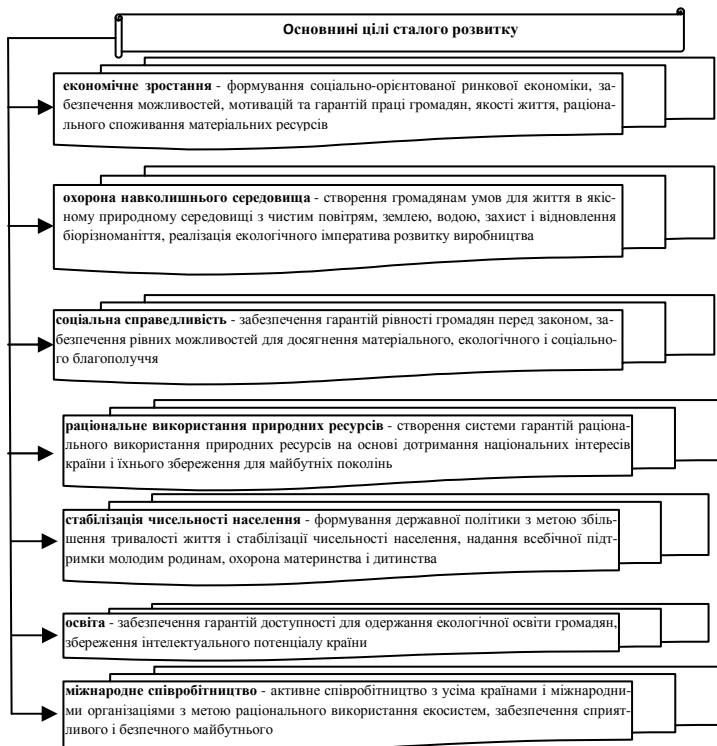 Основнині цілі сталого розвитку
економічне зростання - формування соціально-орієнтованої ринкової економіки, за-
безпечення можливостей, мотивацій та гарантій праці громадян, якості життя, раціона-
льного споживання матеріальних ресурсів
охорона навколишнього середовища - створення громадянам умов для життя в якіс-
ному природному середовищі з чистим повітрям, землею, водою, захист і відновлення
біорізноманіття, реалізація екологічного імператива розвитку виробництва
соціальна справедливість - забезпечення гарантій рівності громадян перед законом, за-
безпечення рівних можливостей для досягнення матеріального, екологічного і соціально-
го благополуччя
раціональне використання природних ресурсів - створення системи гарантій раціона-
льного використання природних ресурсів на основі дотримання національних інтересів
країни і їхнього збереження для майбутніх поколінь
стабілізація чисельності населення - формування державної політики з метою збіль-
шення тривалості життя і стабілізації чисельності населення, надання всебічної підт-
римки молодим родинам, охорона материнства і дитинства
освіта - забезпечення гарантій доступності для одержання екологічної освіти громадян,
збереження інтелектуального потенціалу країни
міжнародне співробітництво - активне співробітництво з усіма країнами і міжнародни-
ми організаціями з метою раціонального використання екосистем, забезпечення сприят-
ливого і безпечного майбутнього